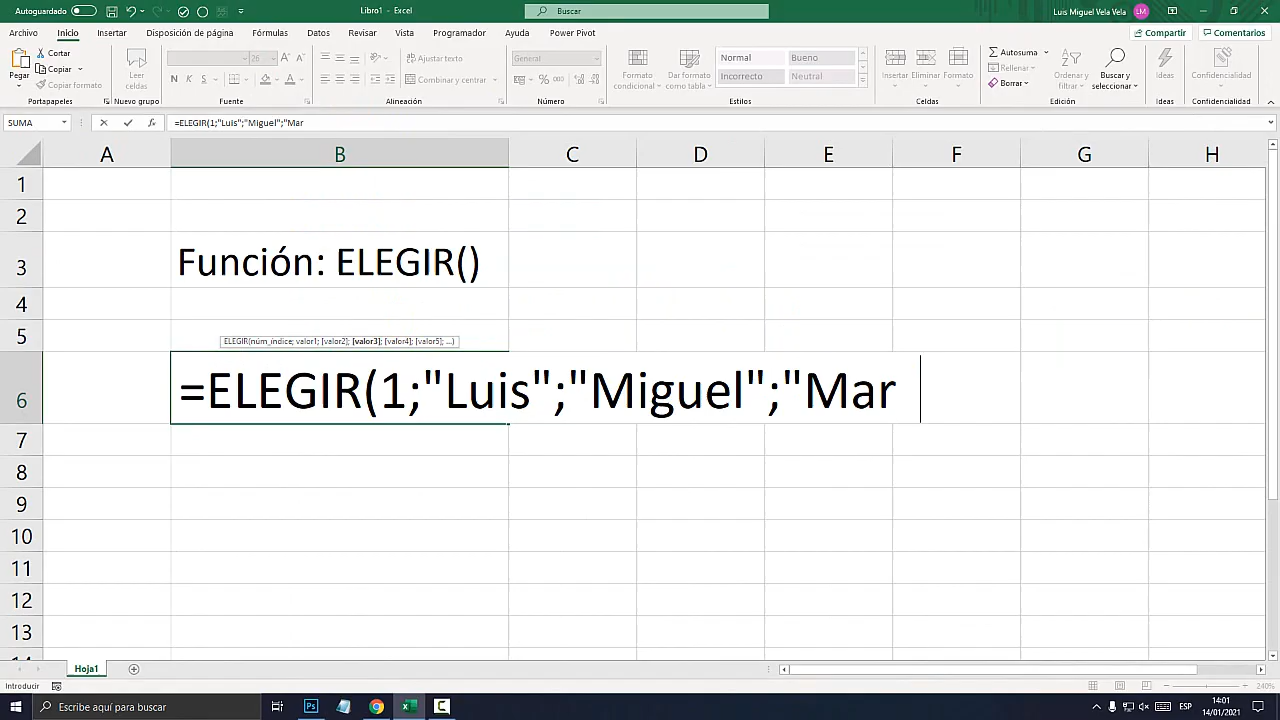 Autoguardado
Libro1 - Excel
Buscar
Luis Miguel Vela Vela
LM
Archivo Inicio Insertar Disposición de página Fórmulas Datos Revisar Vista Programador Ayuda Power Pivot
Compartir
Comentarios
Pegar
Cortar
Copiar
Copiar formato
Portapapeles
Leer celdas
Nuevo grupo
N
Fuente
Ajustar texto
Combinar y centrar
Alineación
General
Número
Formato condicional
Dar formato como tabla
Normal
Bueno
Incorrecto
Neutral
Estilos
Insertar
Eliminar
Formato
Celdas
Autosuma
Rellenar
Borrar
Ordenar y filtrar
Buscar y seleccionar
Edición
Ideas
Ideas
Confidencialidad
Confidencialidad
SUMA
fx
=ELEGIR(1;"Luis";"Miguel";"Mar
A B C D E F G H
1
2
3
Función: ELEGIR()
4
5
ELEGIR(núm_índice; valor1; [valor2]; [valor3]; [valor4]; [valor5]; ...)
6
=ELEGIR(1;"Luis";"Miguel";"Mar
7
8
9
10
11
12
13
Hoja1
Introducir
240%
Escribe aquí para buscar
Ps
ESP
14:01
14/01/2021